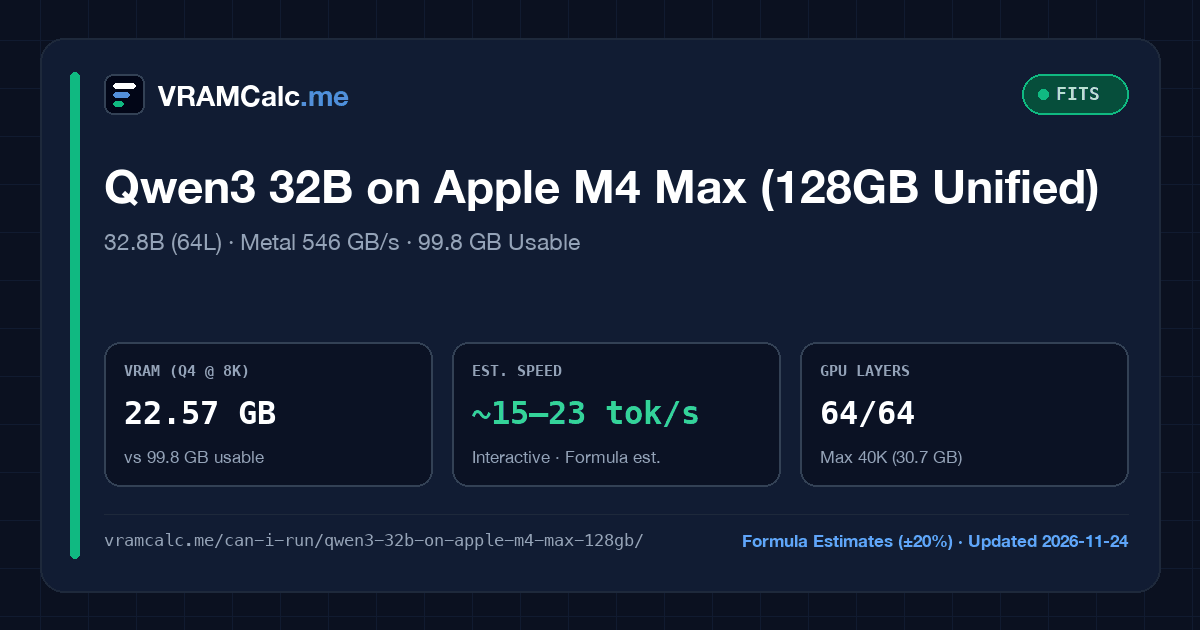 VRAMCalc.me
FITS
Qwen3 32B on Apple M4 Max (128GB Unified)
32.8B (64L) · Metal 546 GB/s · 99.8 GB Usable
VRAM (Q4 @ 8K)
22.57 GB
vs 99.8 GB usable
EST. SPEED
~15–23 tok/s
Interactive · Formula est.
GPU LAYERS
64/64
Max 40K (30.7 GB)
vramcalc.me/can-i-run/qwen3-32b-on-apple-m4-max-128gb/
Formula Estimates (±20%) · Updated 2026-11-24